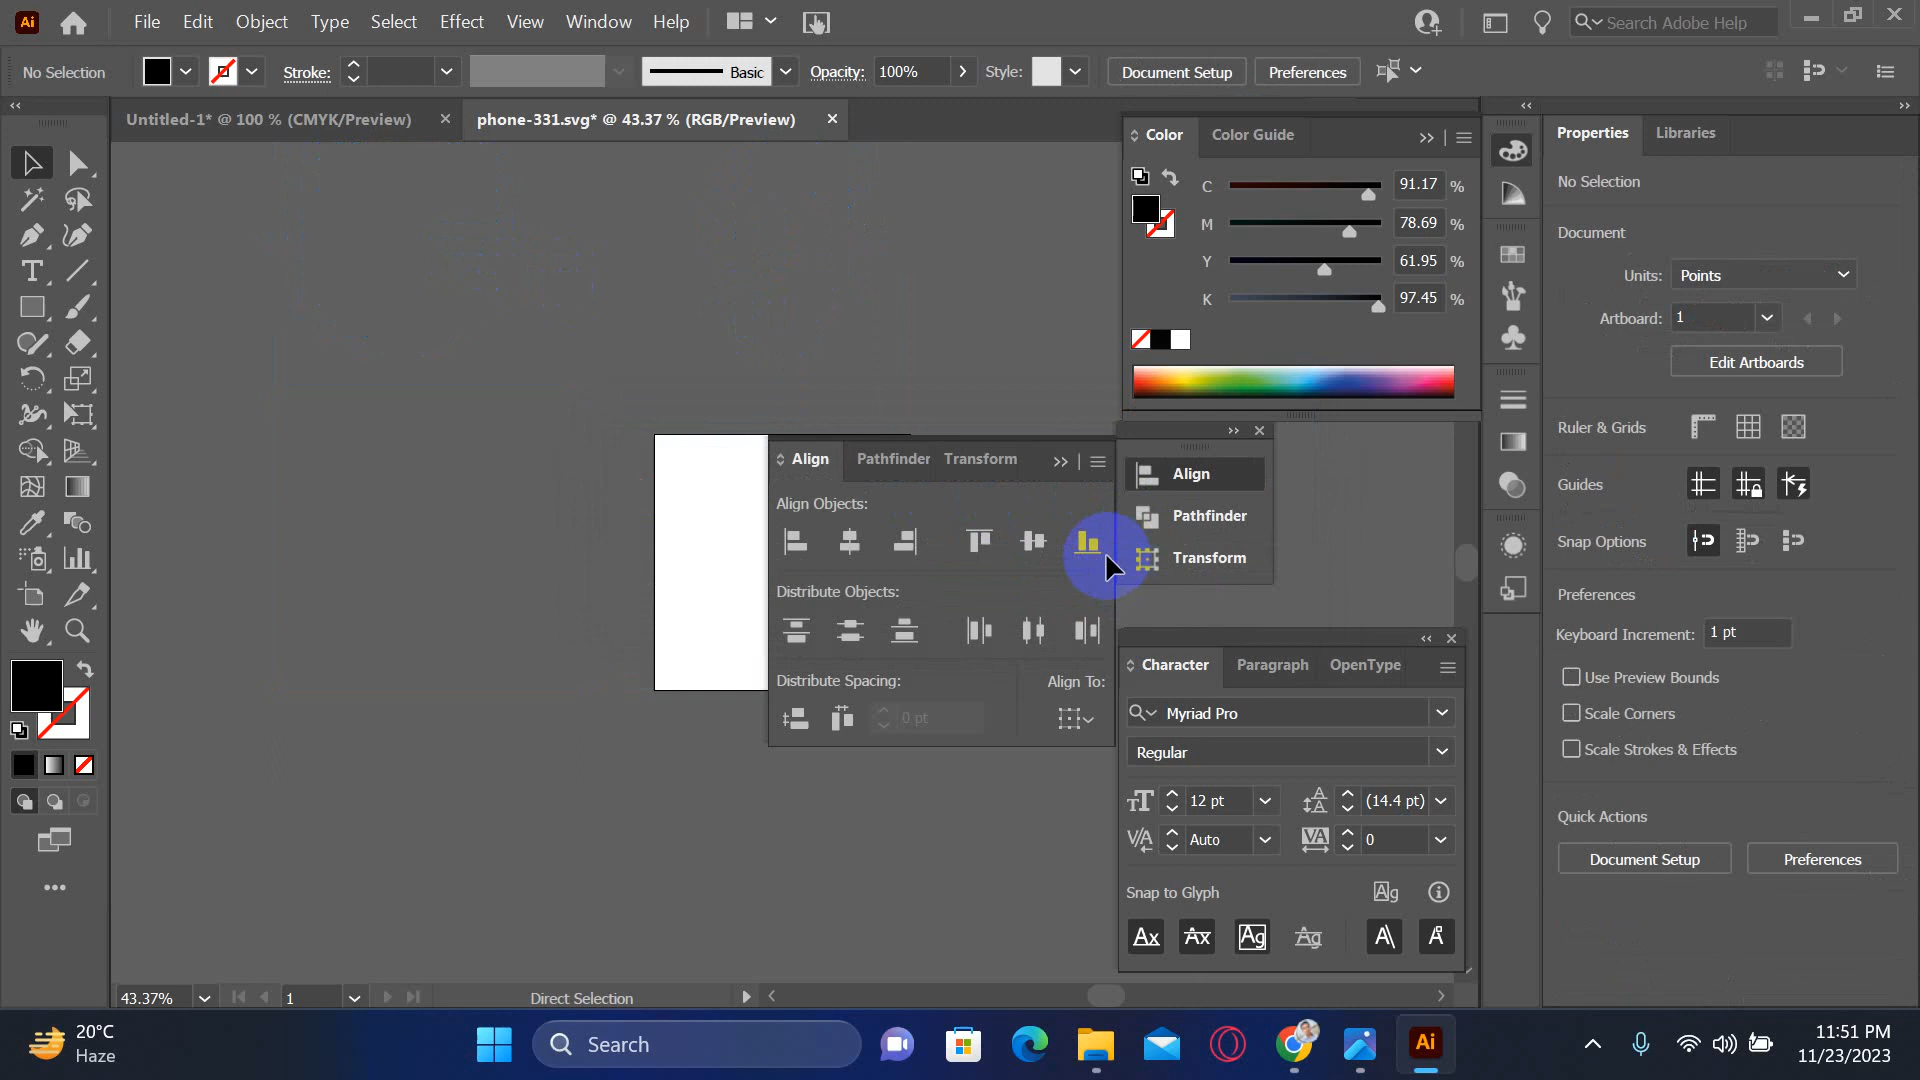 Ai File Edit Object Type Select Effect View Window Help Search Adobe Help
No Selection Stroke: Basic Opacity: 100% Style: Document Setup Preferences
Untitled-1* @ 100 % (CMYK/Preview) phone-331.svg* @ 43.37 % (RGB/Preview)
Color Color Guide
C 91.17 %
M 78.69 %
Y 61.95 %
K 97.45 %
Properties Libraries
No Selection
Document
Units: Points
Artboard: 1
Edit Artboards
Ruler & Grids
Guides
Snap Options
Preferences
Keyboard Increment: 1 pt
Use Preview Bounds
Scale Corners
Scale Strokes & Effects
Quick Actions
Document Setup Preferences
Align Pathfinder Transform
Align Objects:
Distribute Objects:
Distribute Spacing: Align To:
0 pt
Align
Pathfinder
Transform
Character Paragraph OpenType
Myriad Pro
Regular
12 pt (14.4 pt)
Auto 0
Snap to Glyph
43.37% 1 Direct Selection
20°C
Haze
Search
Ai
11:51 PM
11/23/2023